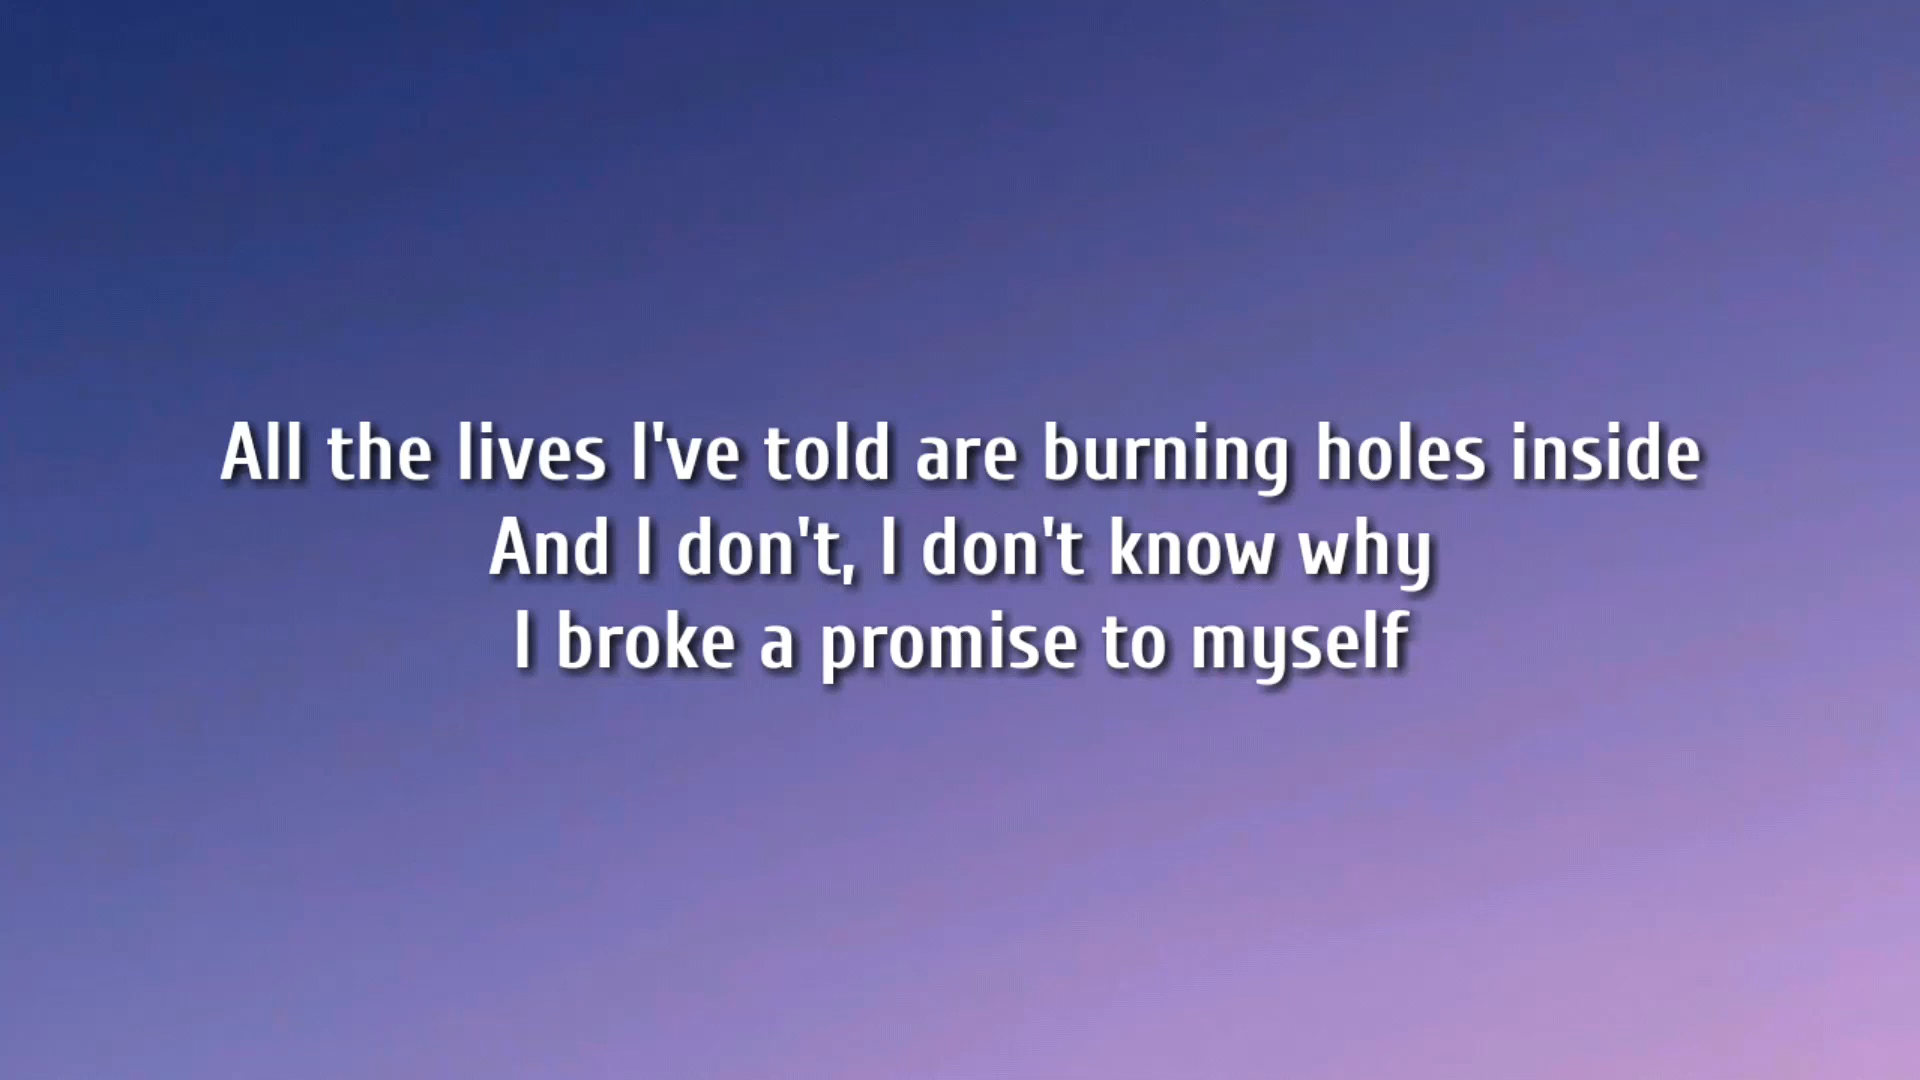 All the lives I've told are burning holes inside
And I don't, I don't know why
I broke a promise to myself